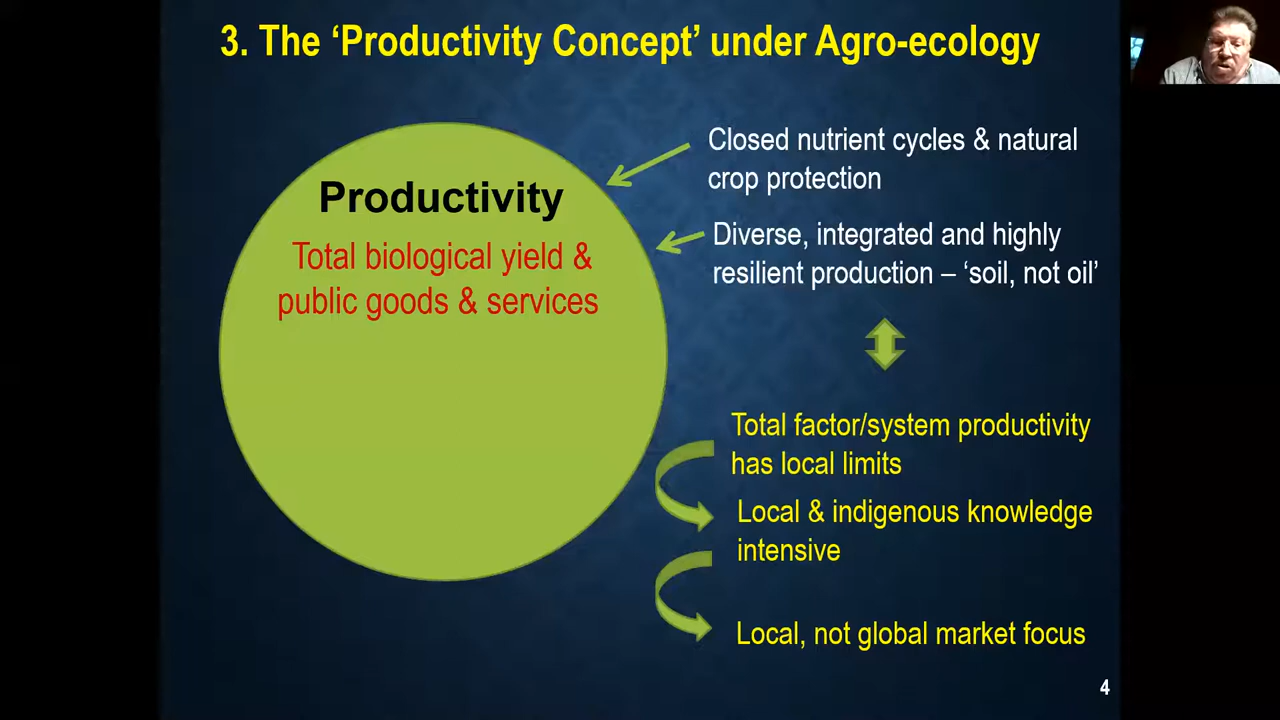 3. The ‘Productivity Concept’ under Agro-ecology
Productivity
Total biological yield &
public goods & services
Closed nutrient cycles & natural
crop protection
Diverse, integrated and highly
resilient production – ‘soil, not oil’
Total factor/system productivity
has local limits
Local & indigenous knowledge
intensive
Local, not global market focus
4